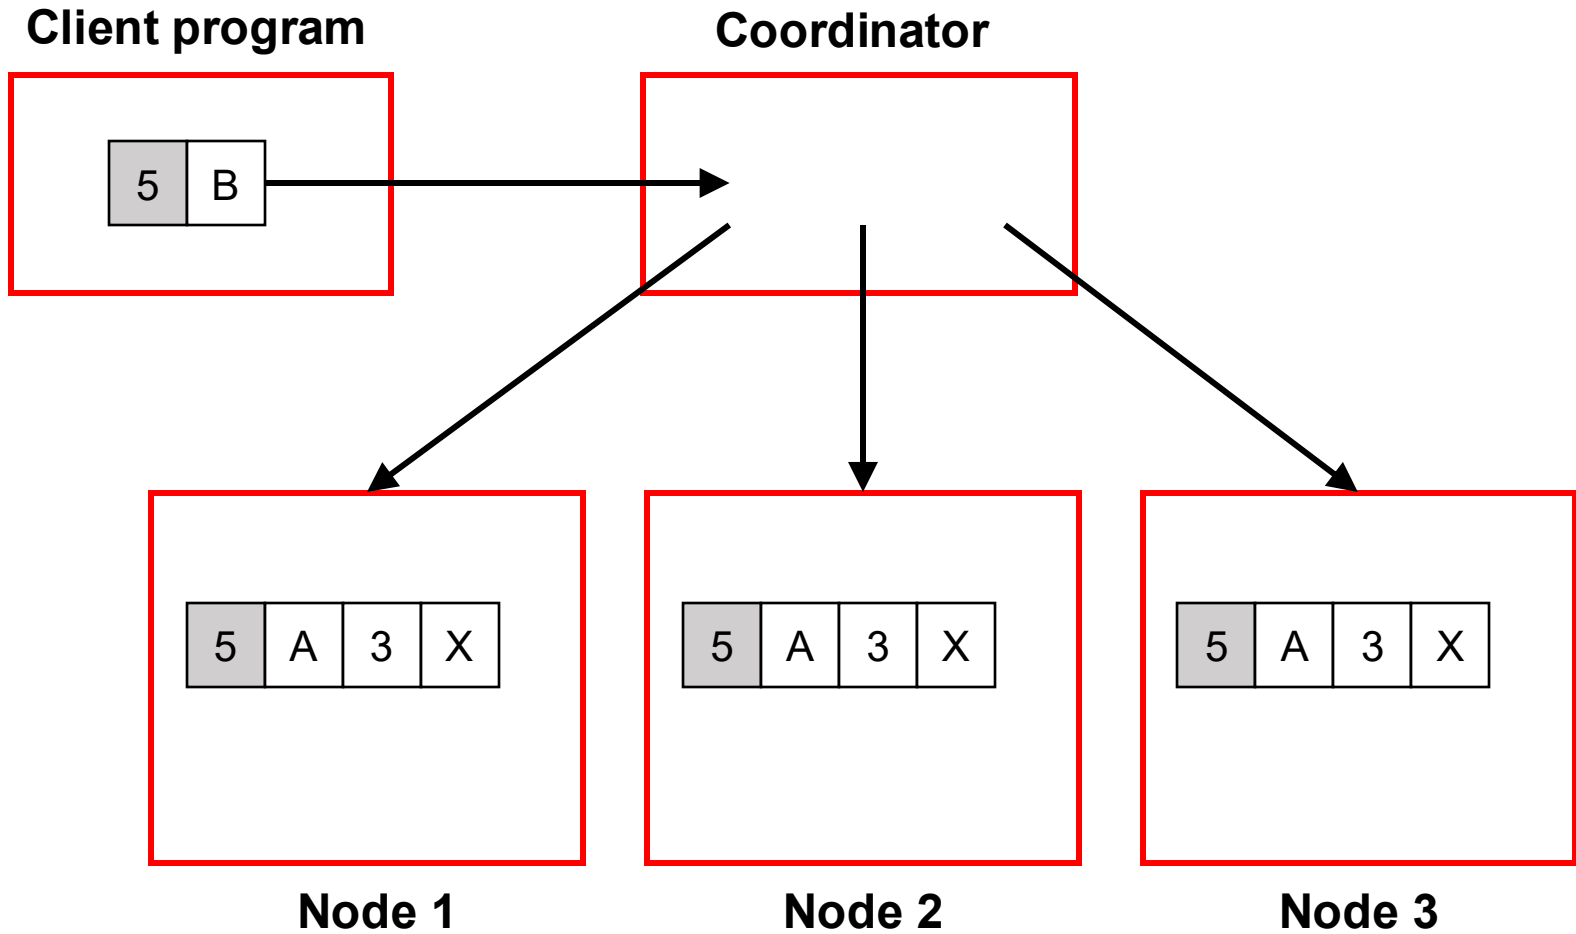 Client program
Coordinator
5 B
5 A 3 X
5 A 3 X
5 A 3 X
Node 1
Node 2
Node 3